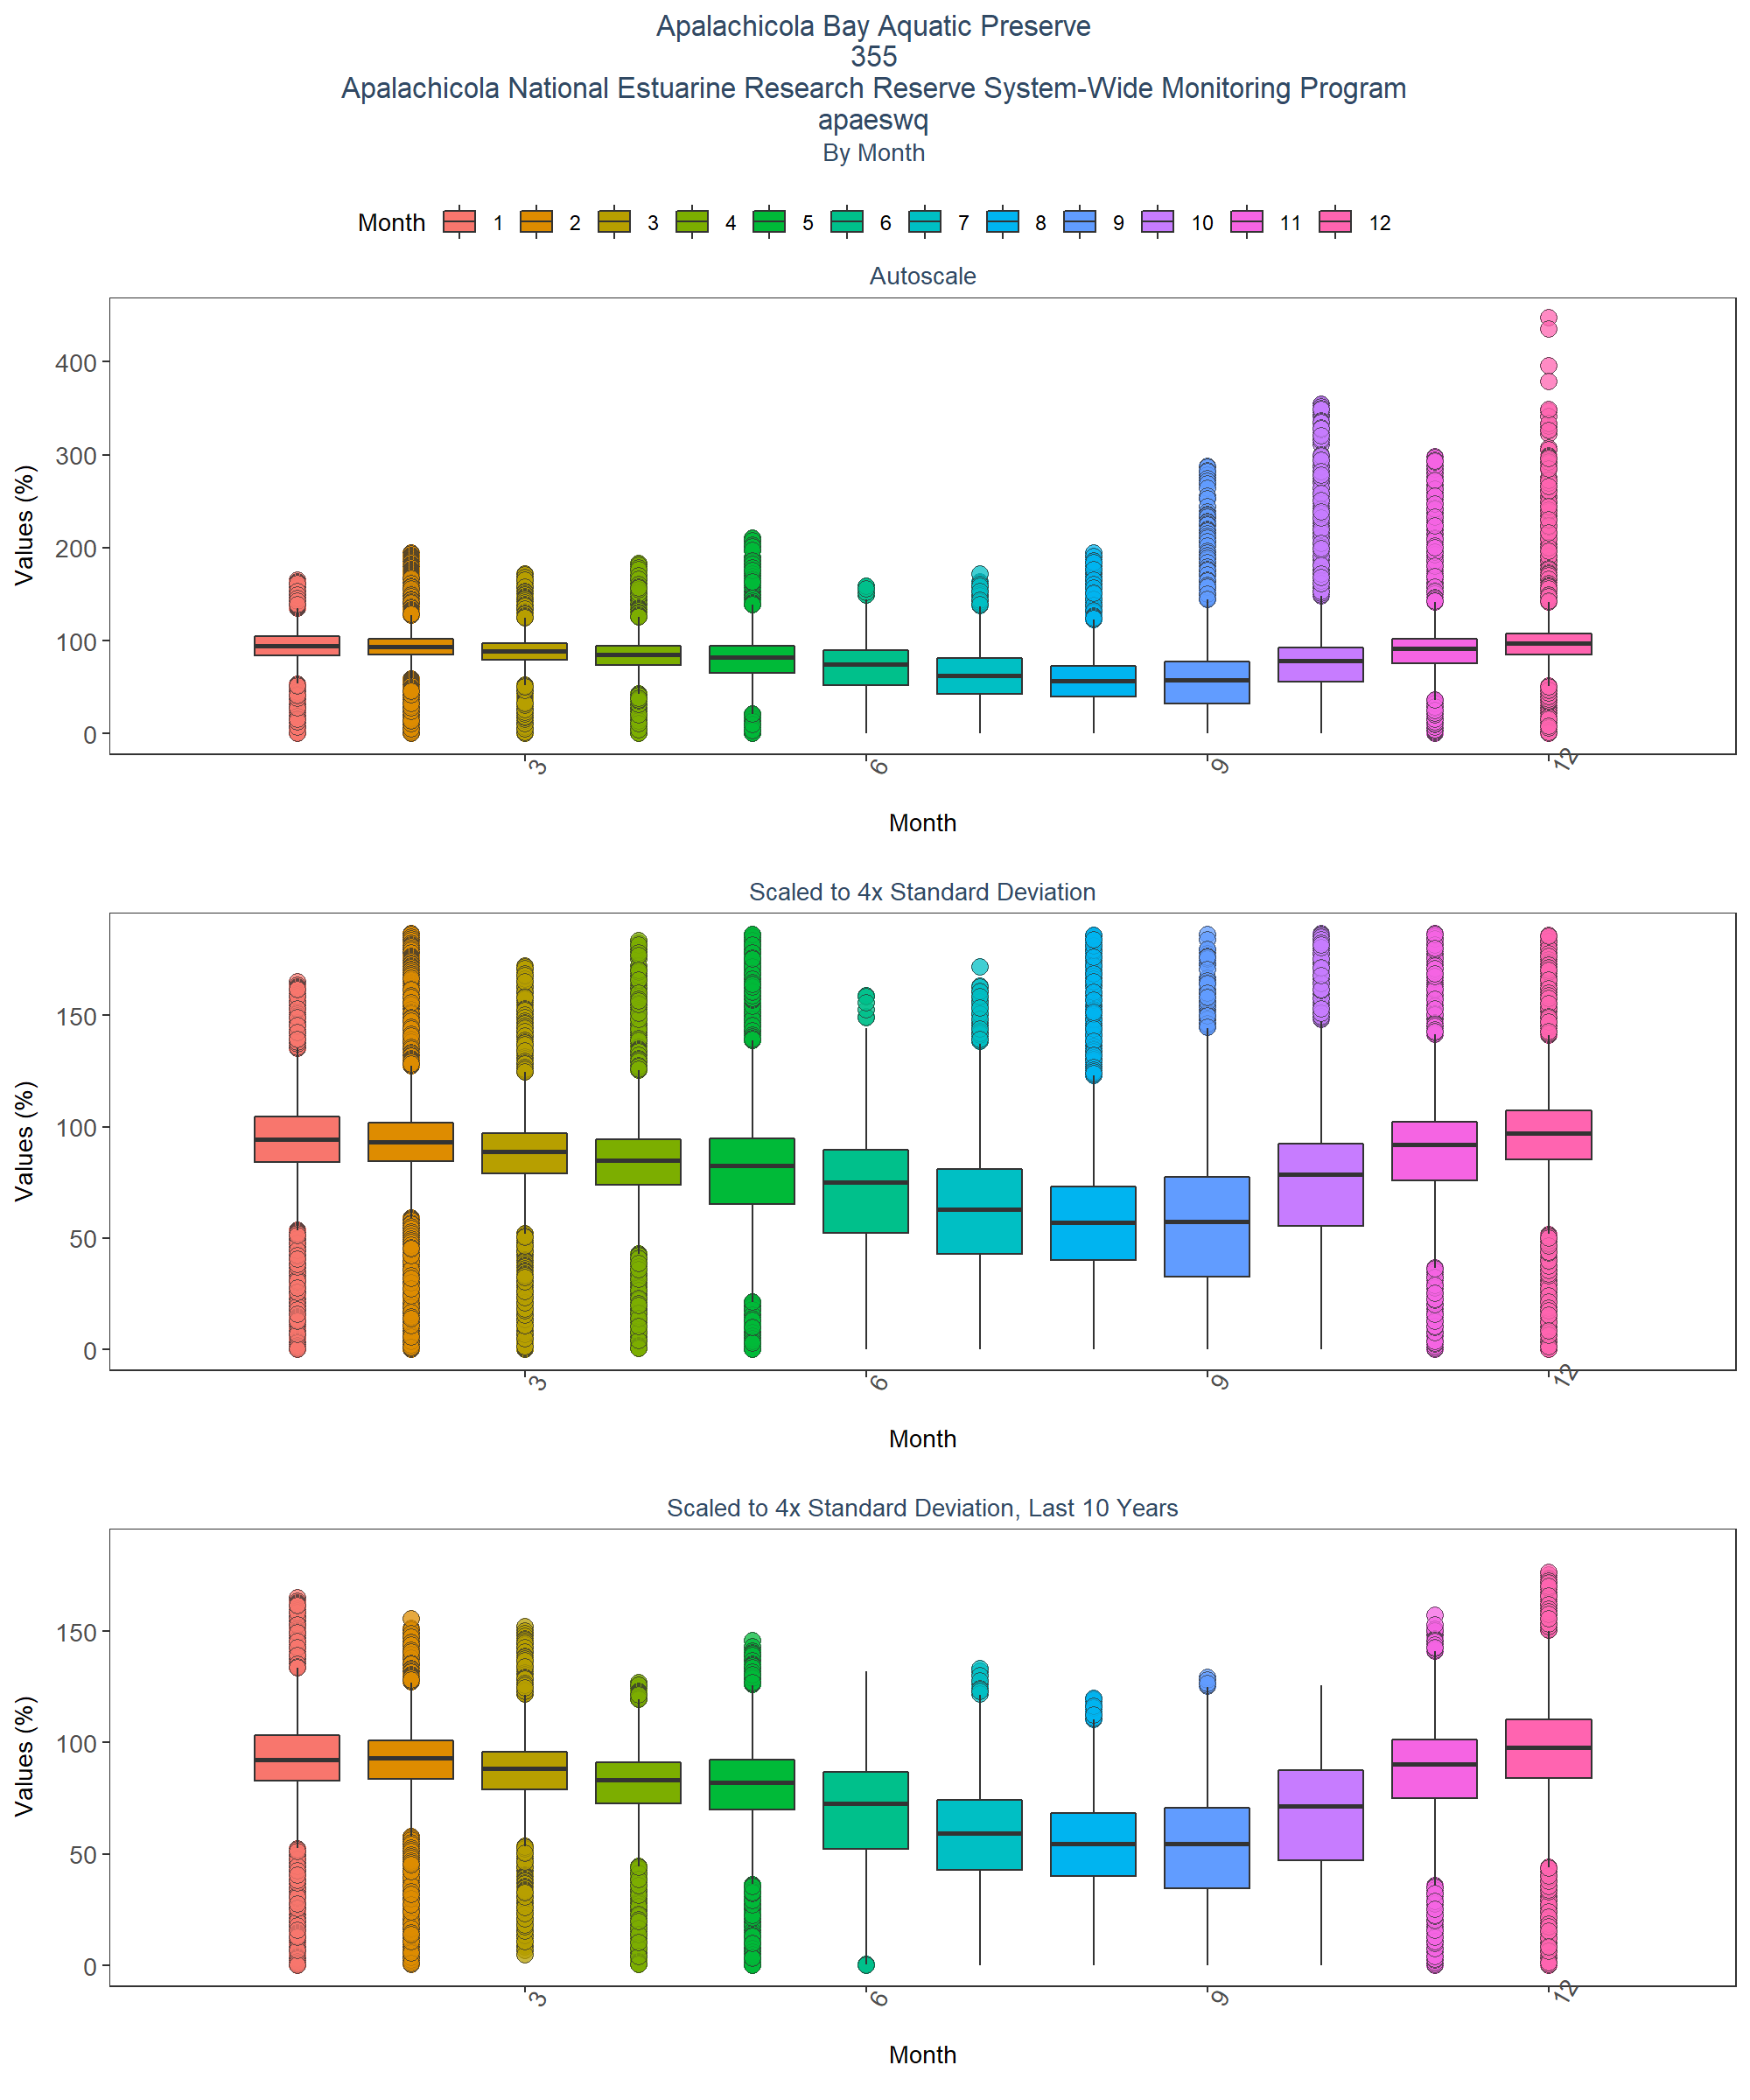 Apalachicola Bay Aquatic Preserve
355
Apalachicola National Estuarine Research Reserve System-Wide Monitoring Program
apaeswq
By Month
Month 1 2 3 4 5 6 7 8 9 10 11 12
Autoscale
Values (%)
400
300
200
100
0
3 6 9 12
Month
Scaled to 4x Standard Deviation
Values (%)
150
100
50
0
3 6 9 12
Month
Scaled to 4x Standard Deviation, Last 10 Years
Values (%)
150
100
50
0
3 6 9 12
Month